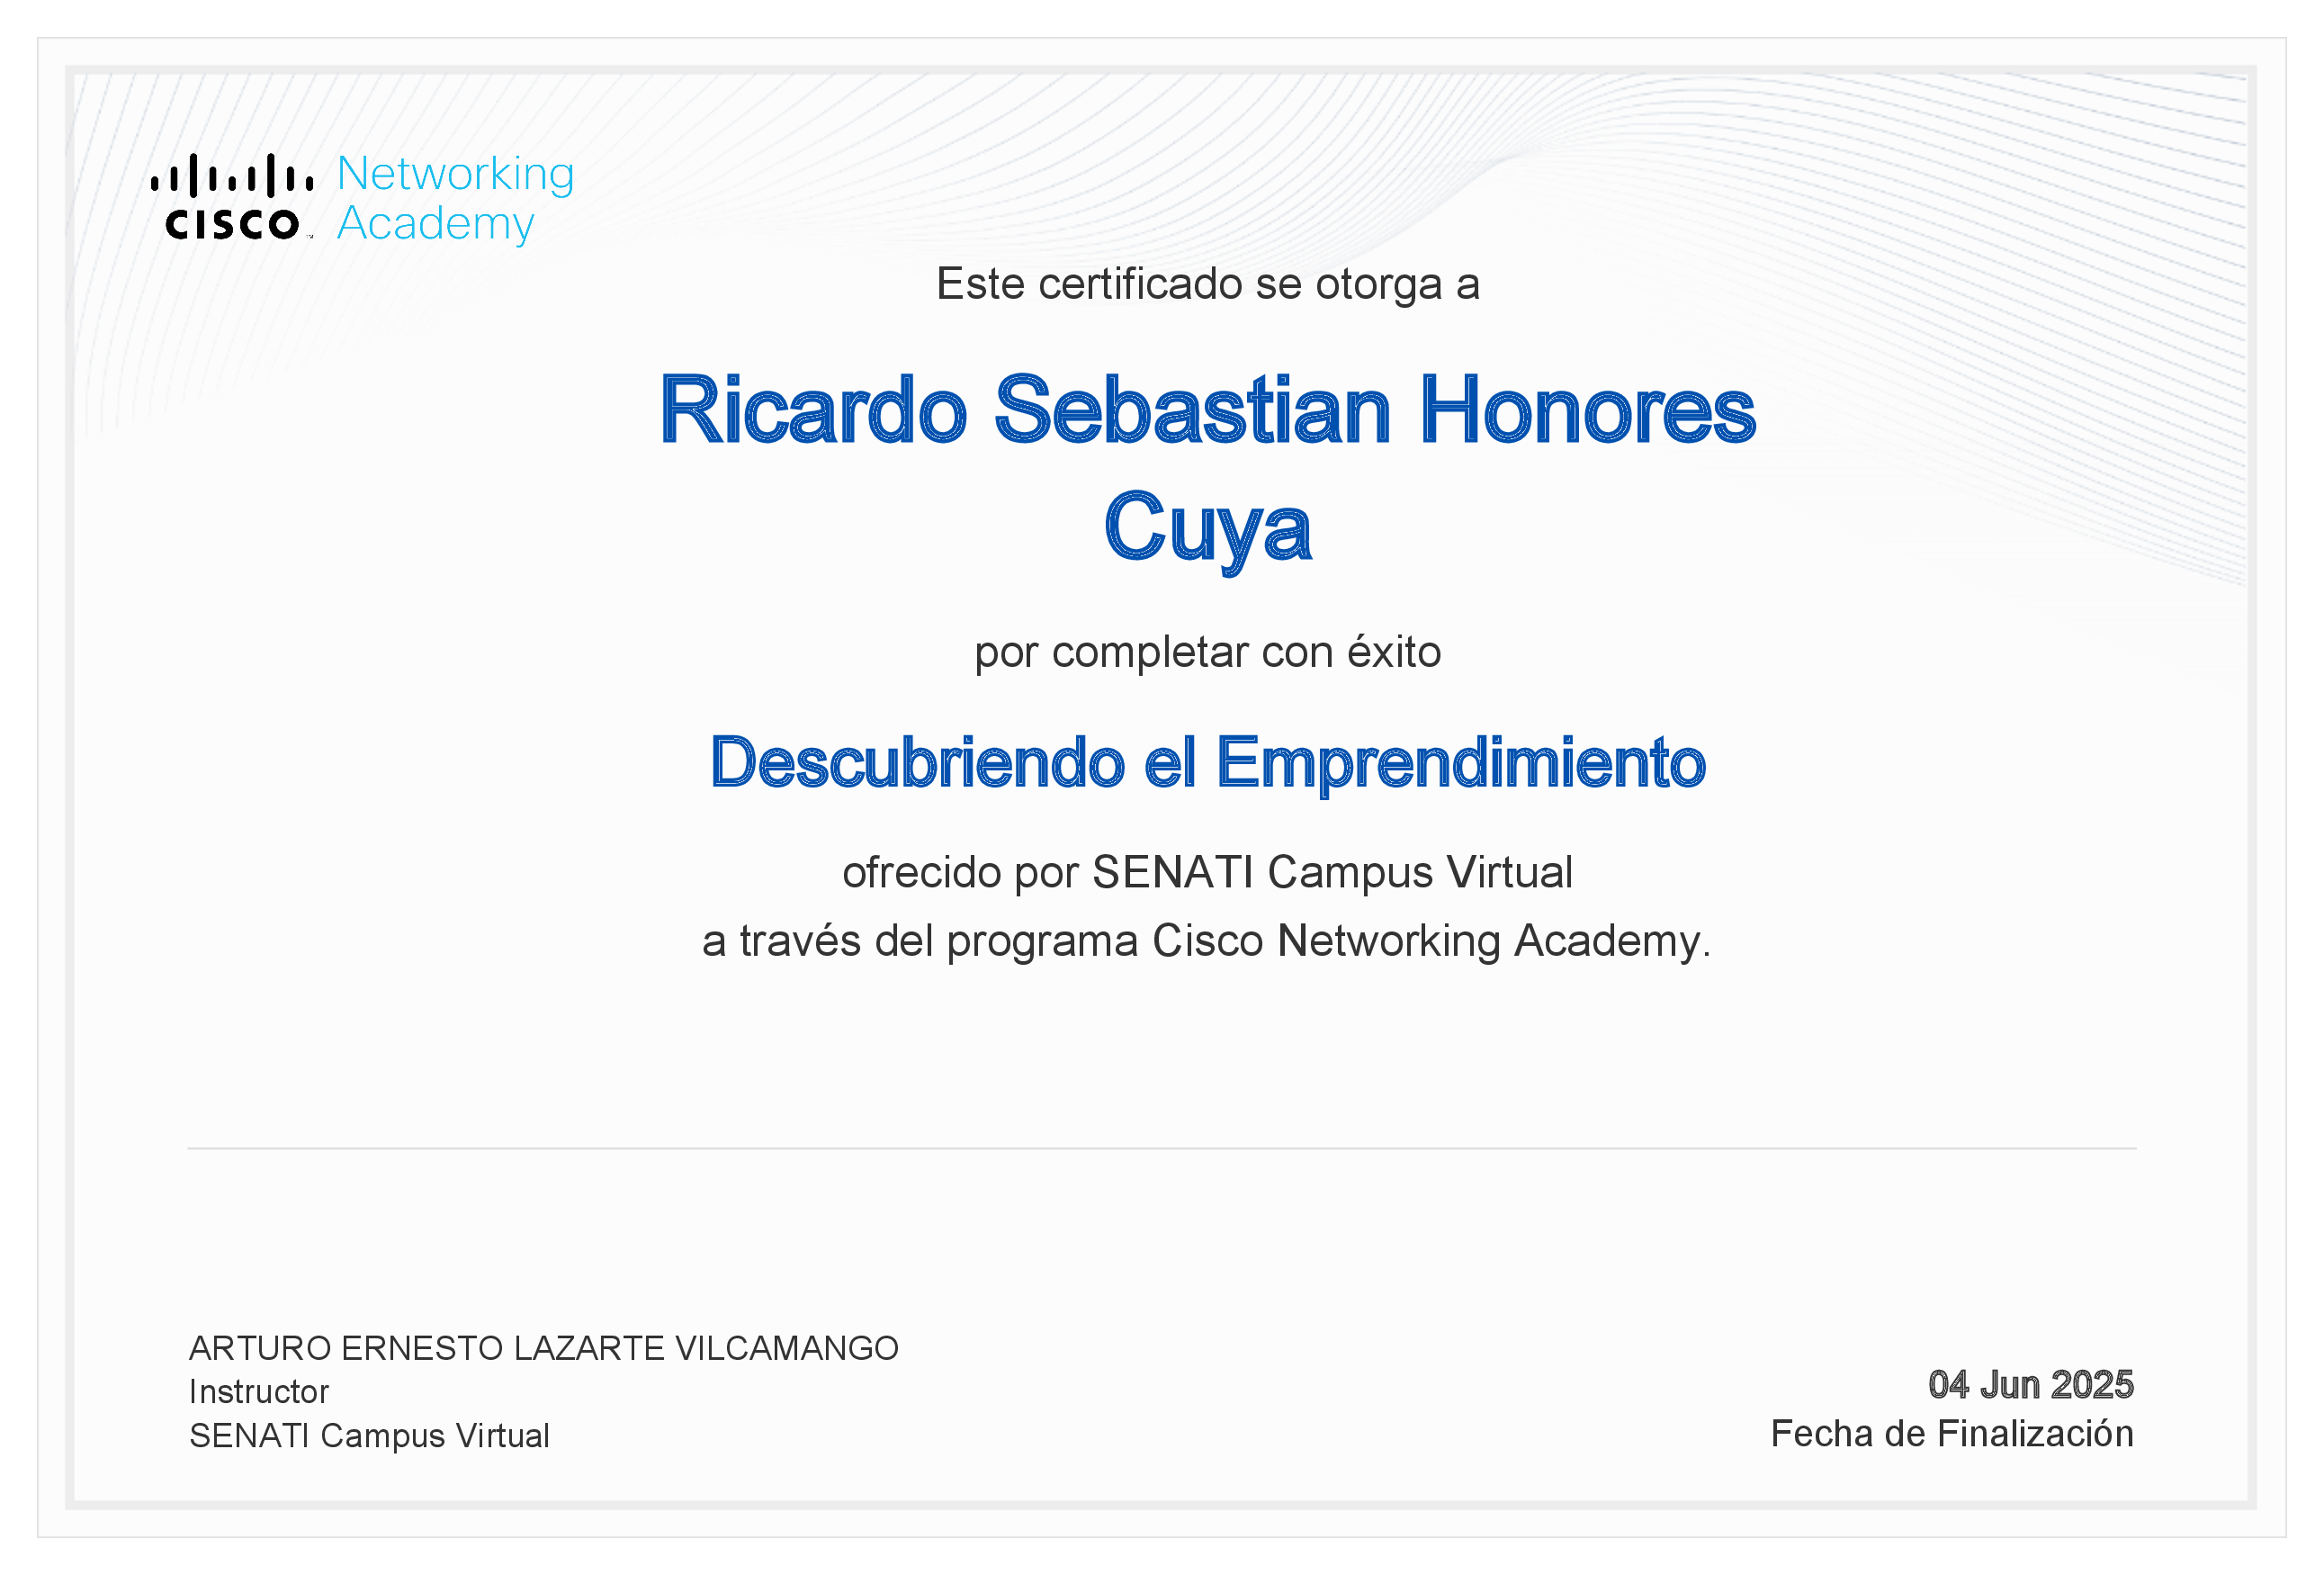 Networking
Academy
CISCO
Este certificado se otorga a
Ricardo Sebastian Honores
Cuya
por completar con éxito
Descubriendo el Emprendimiento
ofrecido por SENATI Campus Virtual
a través del programa Cisco Networking Academy.
ARTURO ERNESTO LAZARTE VILCAMANGO
Instructor
SENATI Campus Virtual
04 Jun 2025
Fecha de Finalización